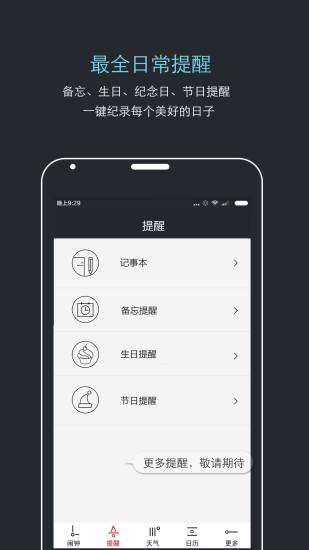 最全日常提醒
备忘、生日、纪念日、节日提醒
一键纪录每个美好的日子
晚上9:29
提醒
记事本
备忘提醒
生日提醒
节日提醒
更多提醒，敬请期待
闹钟 提醒 天气 日历 更多